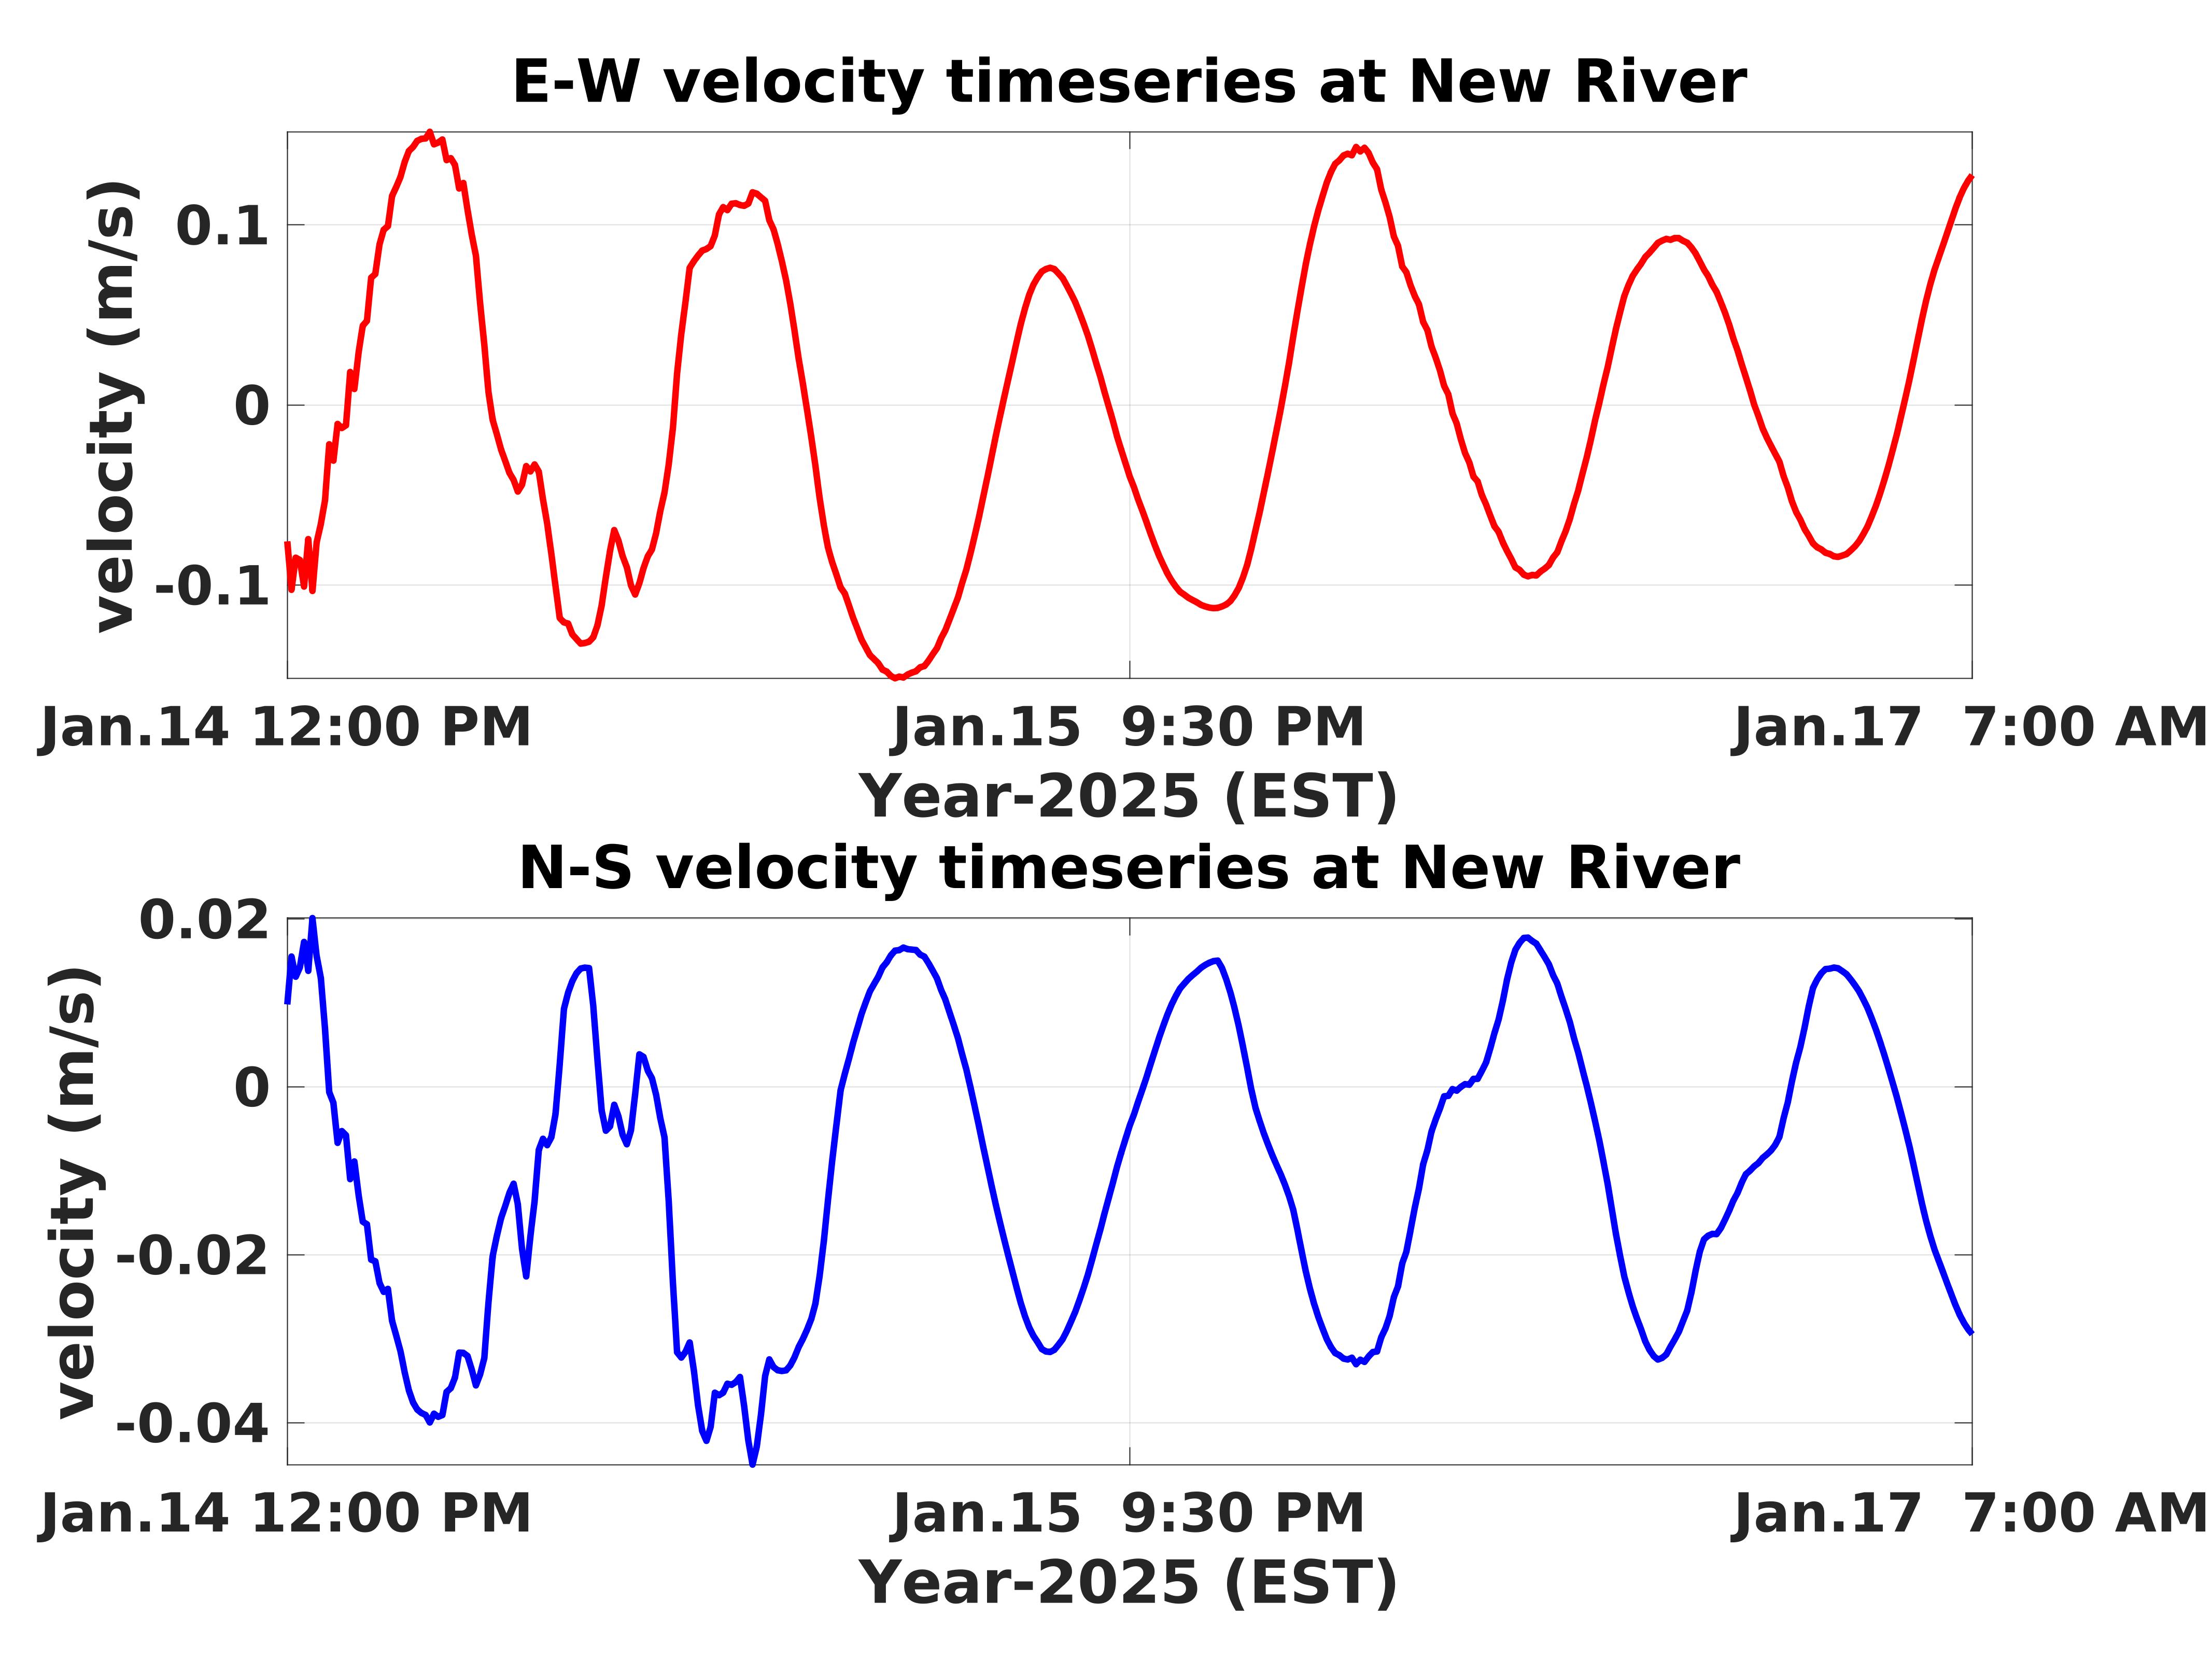 E-W velocity timeseries at New River
velocity (m/s)
0.1
0
-0.1
Jan.14 12:00 PM
Jan.15  9:30 PM
Jan.17  7:00 AM
Year-2025 (EST)
N-S velocity timeseries at New River
velocity (m/s)
0.02
0
-0.02
-0.04
Jan.14 12:00 PM
Jan.15  9:30 PM
Jan.17  7:00 AM
Year-2025 (EST)